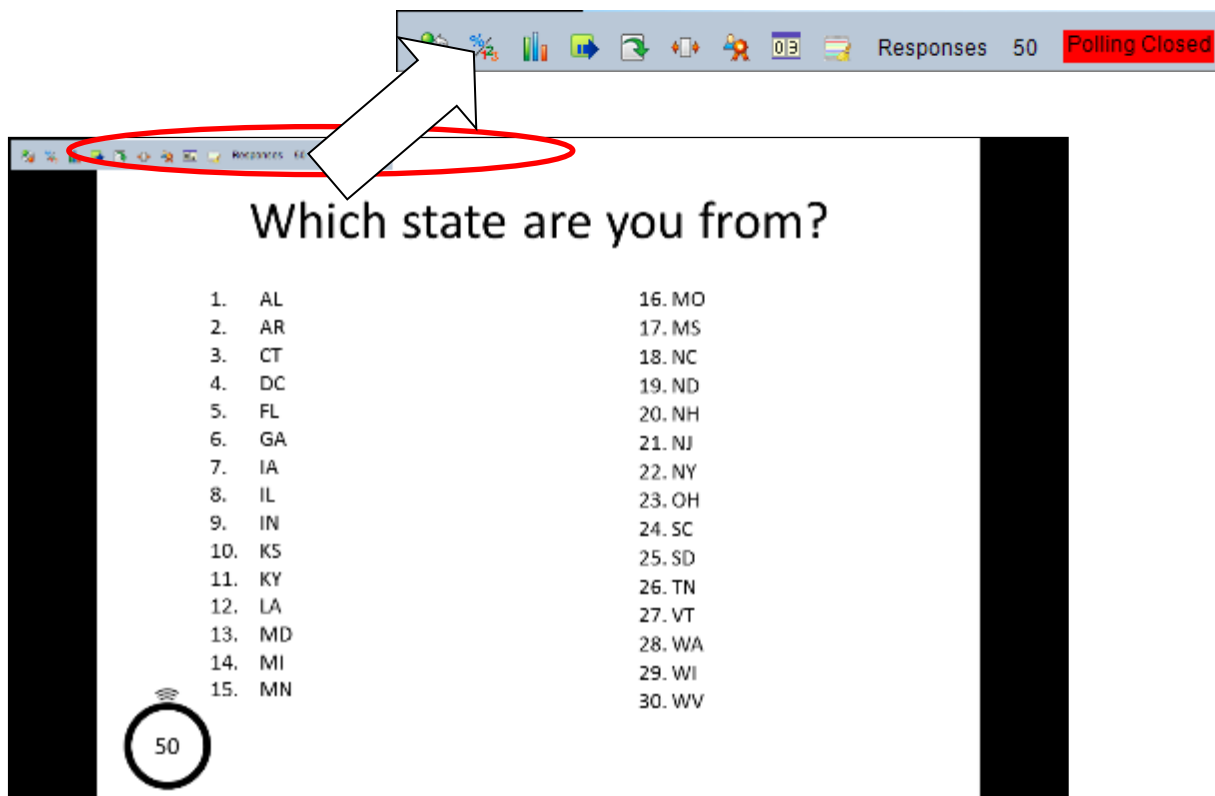 Responses 50 Polling Closed
Responses
Which state are you from?
1. AL
2. AR
3. CT
4. DC
5. FL
6. GA
7. IA
8. IL
9. IN
10. KS
11. KY
12. LA
13. MD
14. MI
15. MN
16. MO
17. MS
18. NC
19. ND
20. NH
21. NJ
22. NY
23. OH
24. SC
25. SD
26. TN
27. VT
28. WA
29. WI
30. WV
50